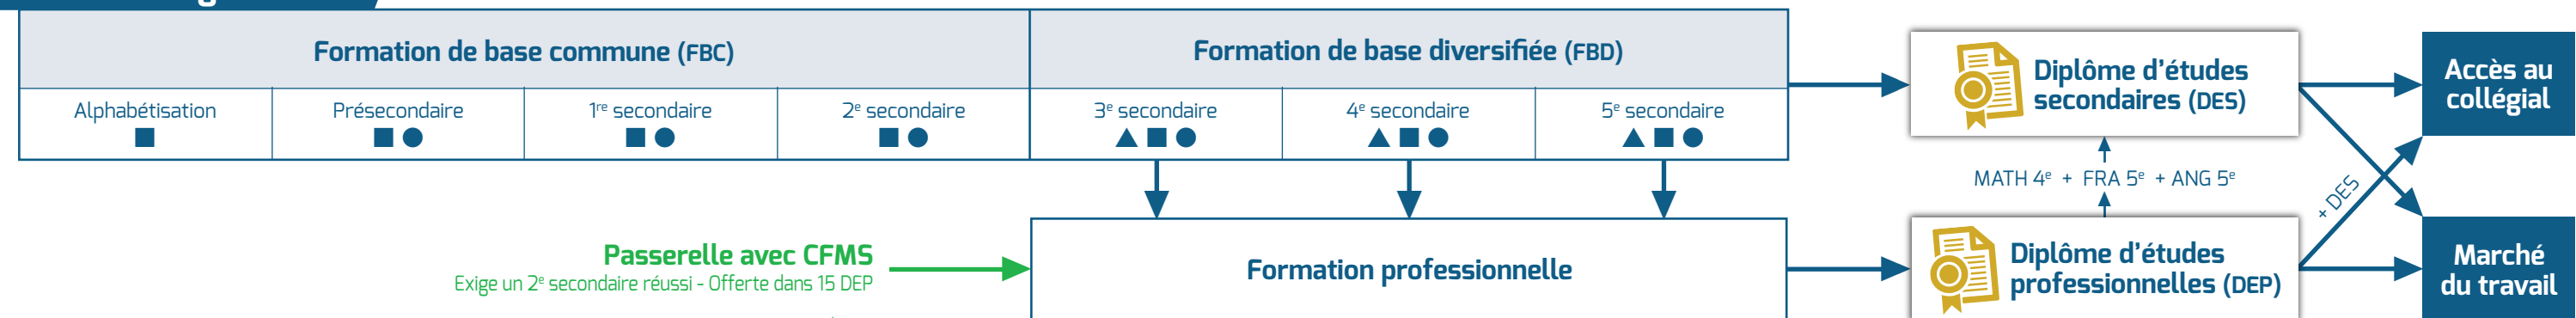 Formation de base commune (FBC)
Formation de base diversifiée (FBD)
Alphabétisation
Présecondaire
1re secondaire
2e secondaire
3e secondaire
4e secondaire
5e secondaire
Diplôme d'études
secondaires (DES)
Accès au
collégial
MATH 4e + FRA 5e + ANG 5e
+ DES
Passerelle avec CFMS
Exige un 2e secondaire réussi - Offerte dans 15 DEP
Formation professionnelle
Diplôme d'études
professionnelles (DEP)
Marché
du travail